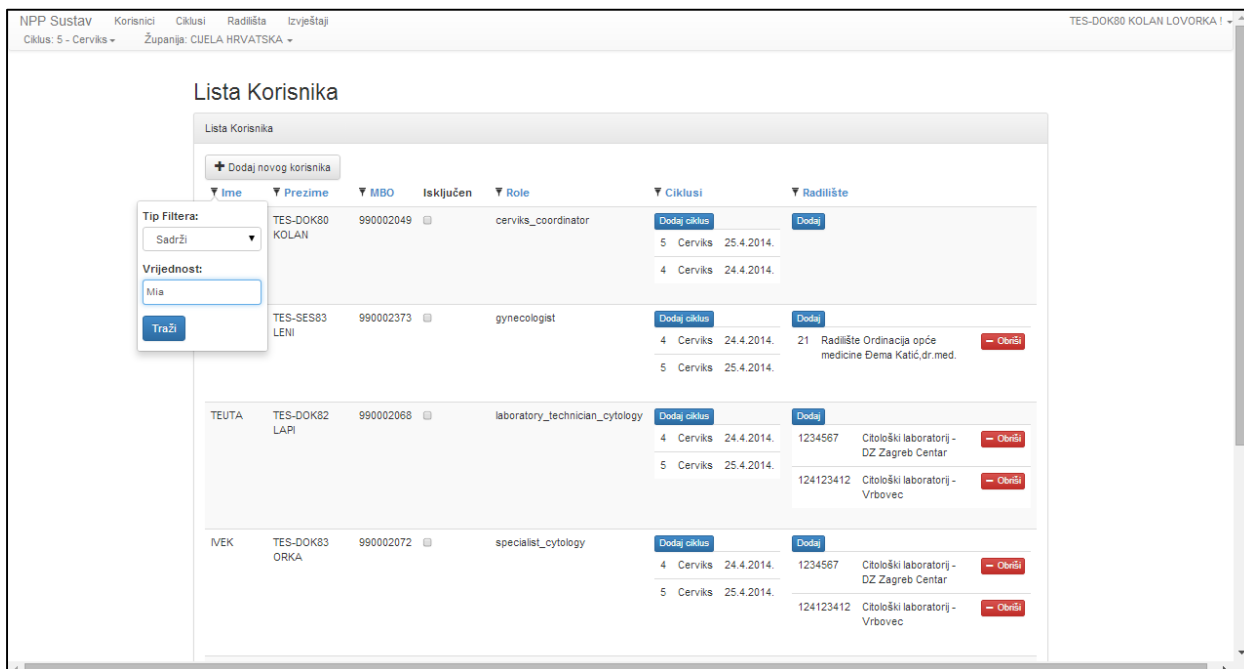 NPP Sustav Korisnici Ciklusi Radilišta Izvještaji TES-DOK80 KOLAN LOVORKA !
Ciklus: 5 - Cerviks Županija: CIJELA HRVATSKA
Lista Korisnika
Lista Korisnika
Dodaj novog korisnika
Ime Prezime MBO Isključen Role Ciklusi Radilište
Tip Filtera:
Sadrži
Vrijednost:
Mia
Traži
TES-DOK80 990002049 cerviks_coordinator Dodaj ciklus Dodaj
KOLAN
5 Cerviks 25.4.2014.
4 Cerviks 24.4.2014.
TES-SES83 990002373 gynecologist Dodaj ciklus Dodaj
LENI
4 Cerviks 24.4.2014. 21 Radilište Ordinacija opće Obriši
medicine Đema Katić,dr.med.
5 Cerviks 25.4.2014.
TEUTA TES-DOK82 990002068 laboratory_technician_cytology Dodaj ciklus Dodaj
LAPI
4 Cerviks 24.4.2014. 1234567 Citološki laboratorij - Obriši
DZ Zagreb Centar
5 Cerviks 25.4.2014.
124123412 Citološki laboratorij - Obriši
Vrbovec
IVEK TES-DOK83 990002072 specialist_cytology Dodaj ciklus Dodaj
ORKA
4 Cerviks 24.4.2014. 1234567 Citološki laboratorij - Obriši
DZ Zagreb Centar
5 Cerviks 25.4.2014.
124123412 Citološki laboratorij - Obriši
Vrbovec